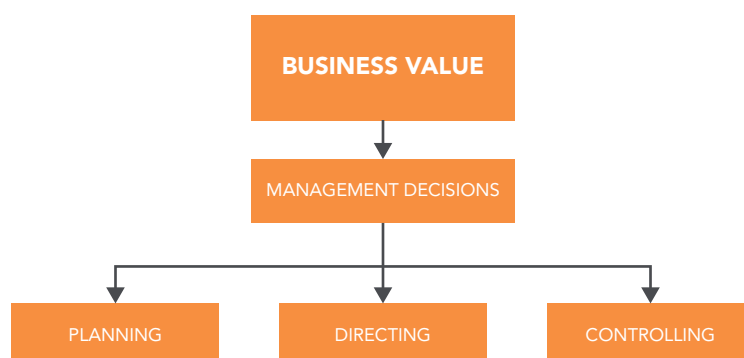 BUSINESS VALUE
MANAGEMENT DECISIONS
PLANNING
DIRECTING
CONTROLLING